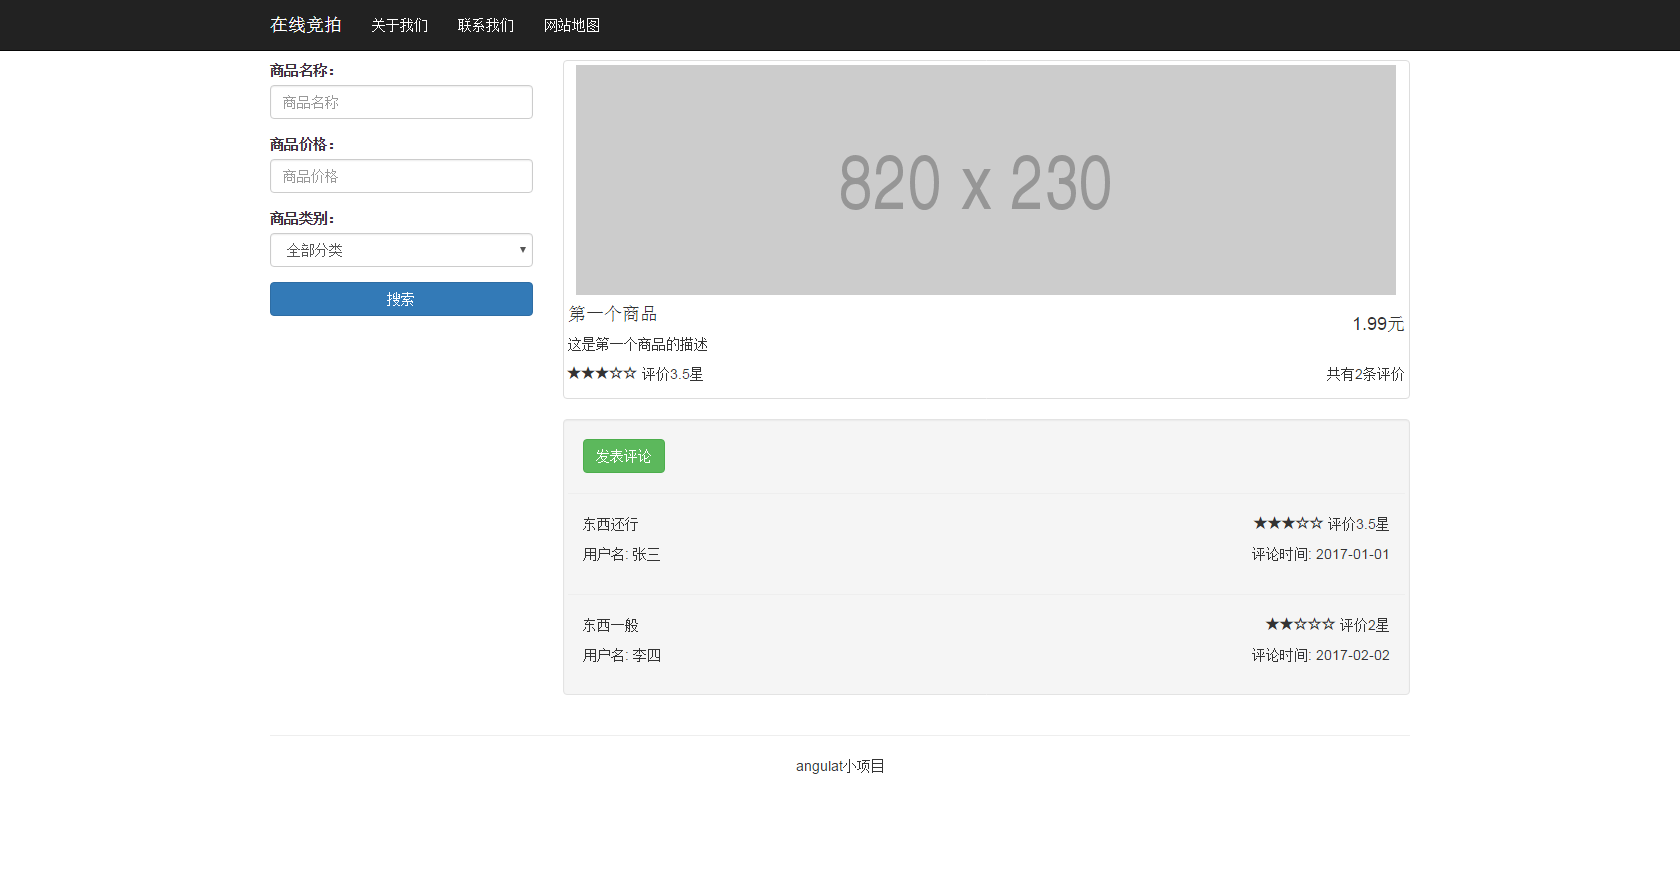 在线竞拍 关于我们 联系我们 网站地图
商品名称：
商品名称
商品价格：
商品价格
商品类别：
全部分类
搜索
820 x 230
第一个商品
1.99元
这是第一个商品的描述
★★★☆☆ 评价3.5星
共有2条评价
发表评论
东西还行
★★★☆☆ 评价3.5星
用户名: 张三
评论时间: 2017-01-01
东西一般
★★☆☆☆ 评价2星
用户名: 李四
评论时间: 2017-02-02
angulat小项目